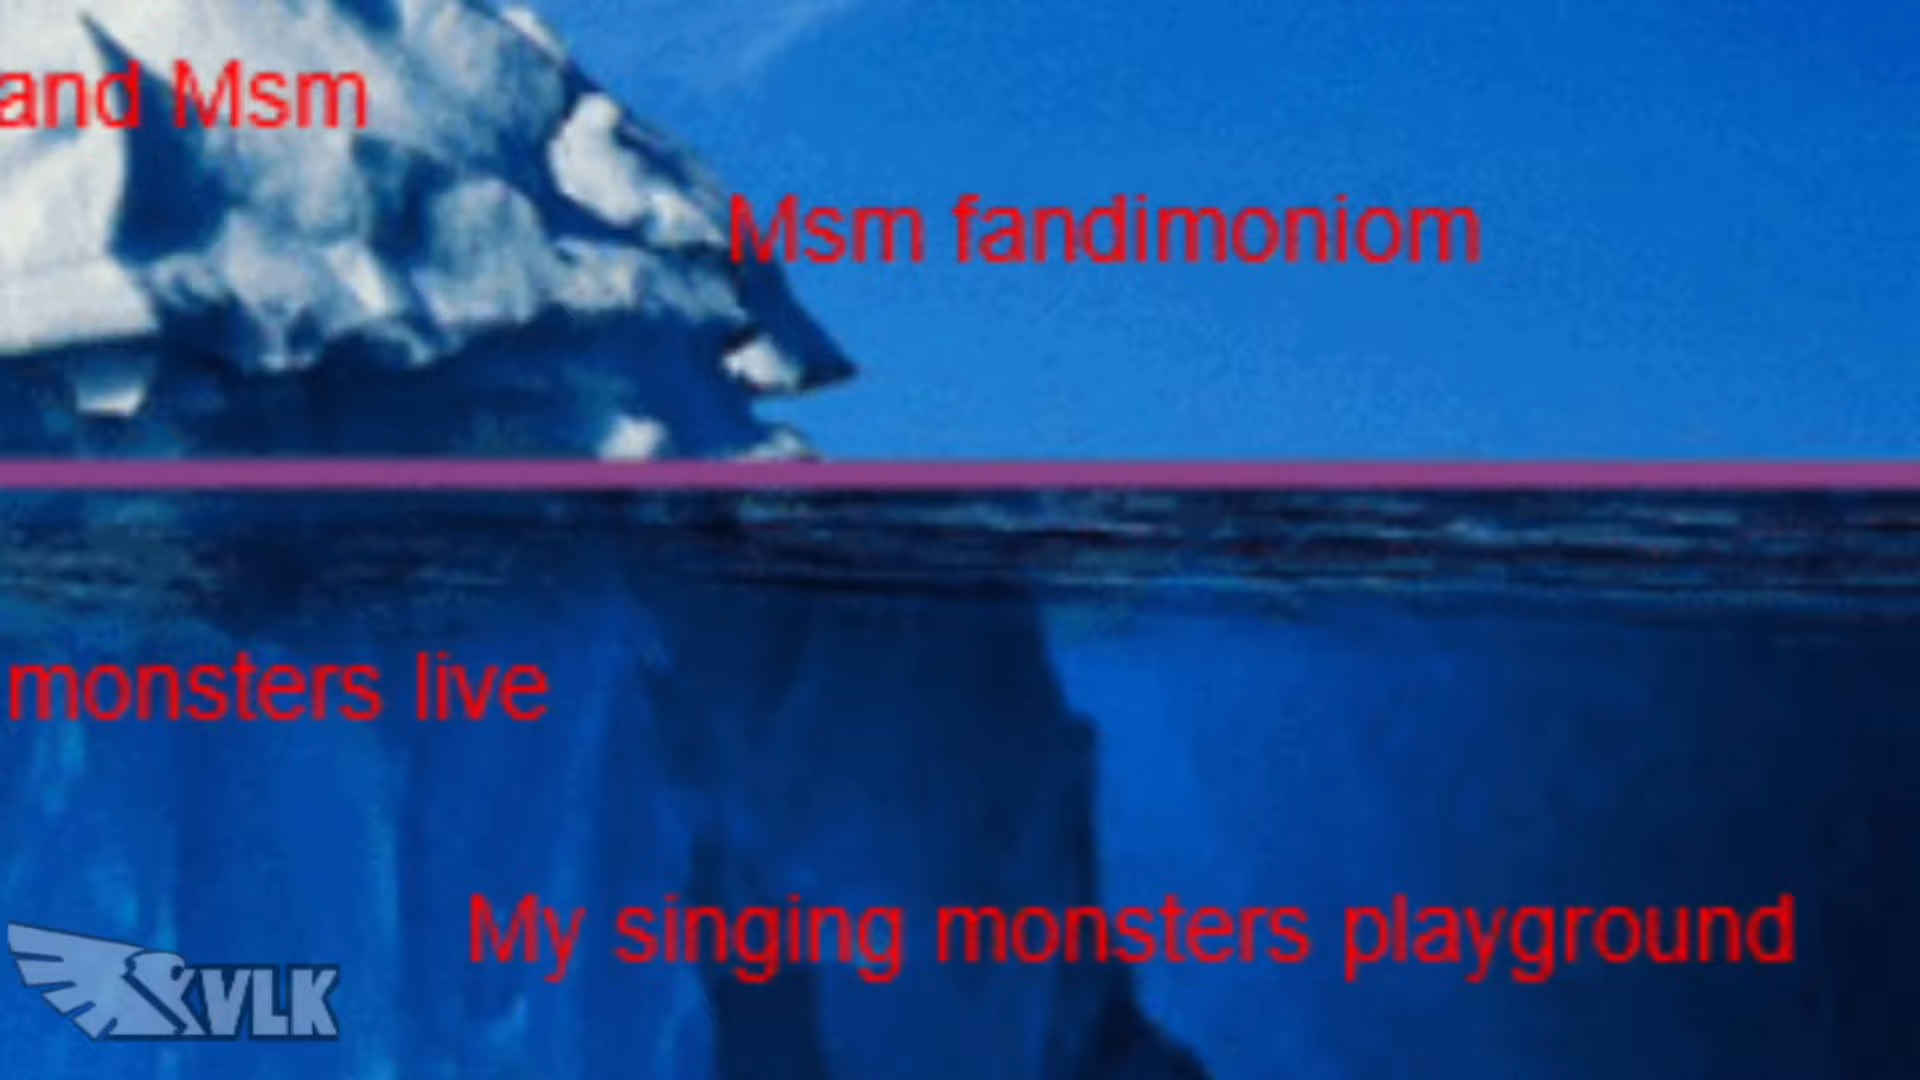 and Msm
Msm fandimoniom
monsters live
My singing monsters playground
VLK